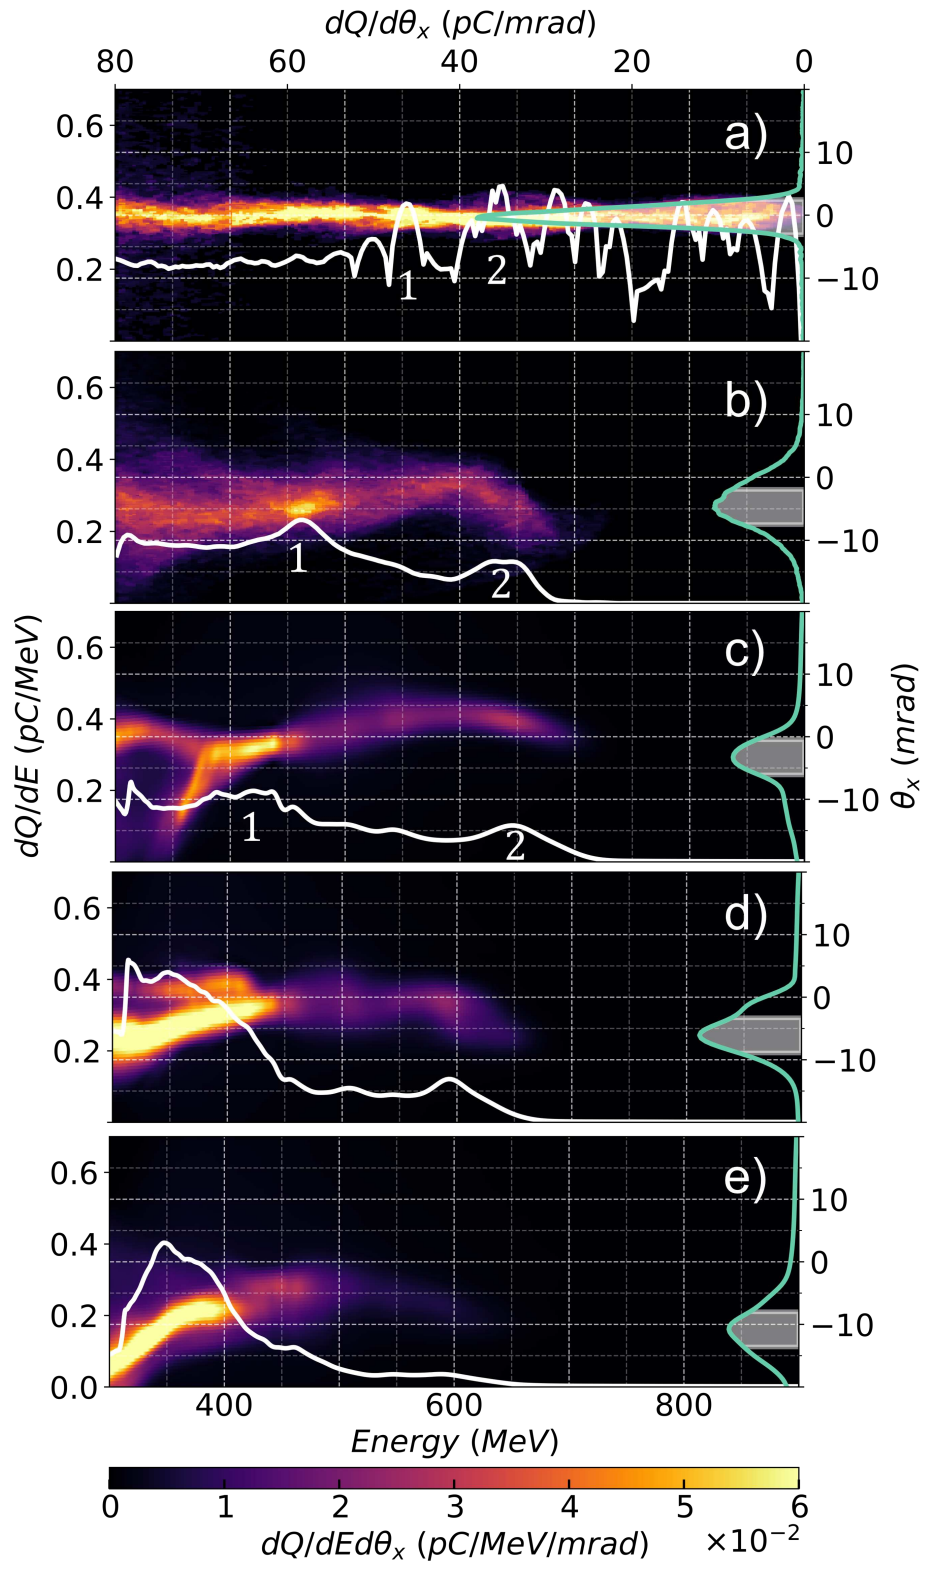 dQ/dθx (pC/mrad)
80 60 40 20 0
a)
0.6
0.4
0.2
10
0
−10
1 2
b)
0.6
0.4
0.2
10
0
−10
1 2
c)
0.6
0.4
0.2
10
0
−10
1 2
dQ/dE (pC/MeV)
θx (mrad)
d)
0.6
0.4
0.2
10
0
−10
e)
0.6
0.4
0.2
0.0
10
0
−10
400 600 800
Energy (MeV)
0 1 2 3 4 5 6
dQ/dEdθx (pC/MeV/mrad) ×10−2